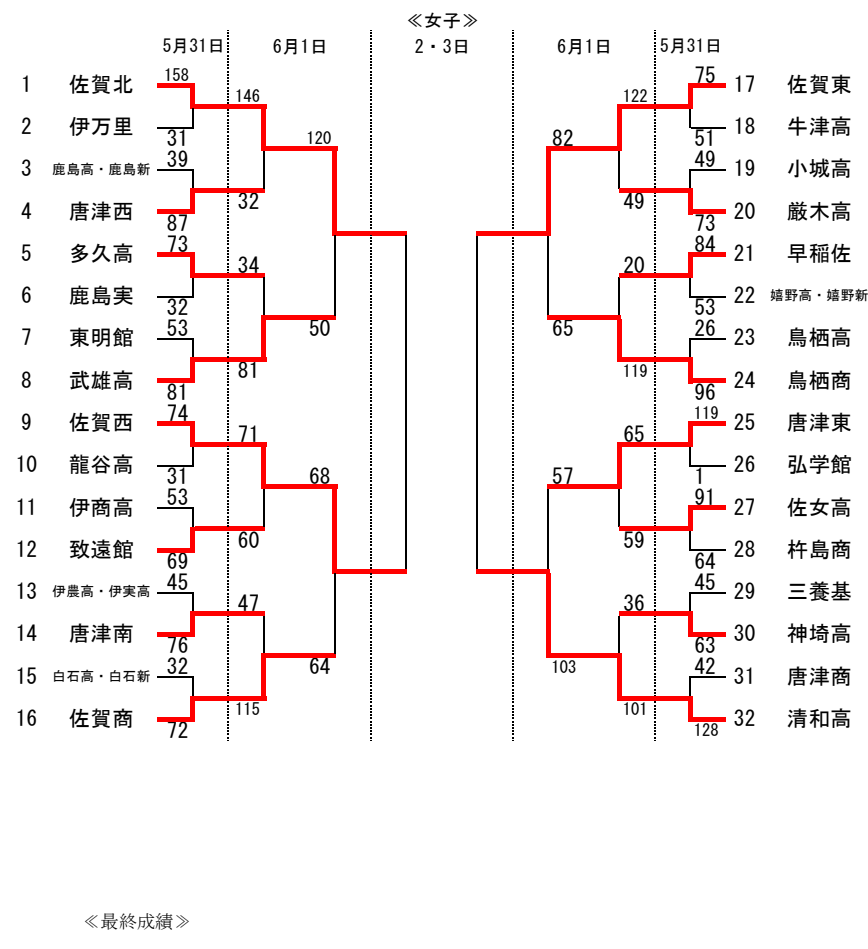 ≪女子≫
5月31日 6月1日 2・3日 6月1日 5月31日
158 75
1 佐賀北 146 122 17 佐賀東
2 伊万里 31 120 82 51 18 牛津高
39 49
3 鹿島高・鹿島新 19 小城高
32 49
4 唐津西 87 73 20 厳木高
73 84
5 多久高 34 20 21 早稲佐
6 鹿島実 32 53 22 嬉野高・嬉野新
53 50 65 26
7 東明館 23 鳥栖高
81 119
8 武雄高 81 96 24 鳥栖商
74 119
9 佐賀西 71 65 25 唐津東
10 龍谷高 31 68 57 1 26 弘学館
53 91
11 伊商高 27 佐女高
60 59
12 致遠館 69 64 28 杵島商
45 45
13 伊農高・伊実高 47 36 29 三養基
14 唐津南 76 63 30 神埼高
32 64 103 42
15 白石高・白石新 31 唐津商
115 101
16 佐賀商 72 128 32 清和高
≪最終成績≫